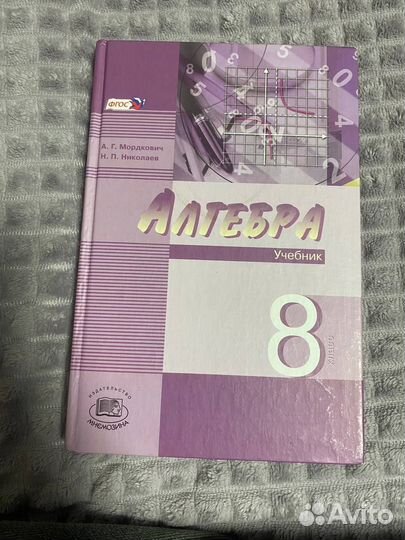 ФГОС
А. Г. Мордкович
Н. П. Николаев
АЛГЕБРА
Учебник
8
класс
ИЗДАТЕЛЬСТВО
МНЕМОЗИНА
Avito